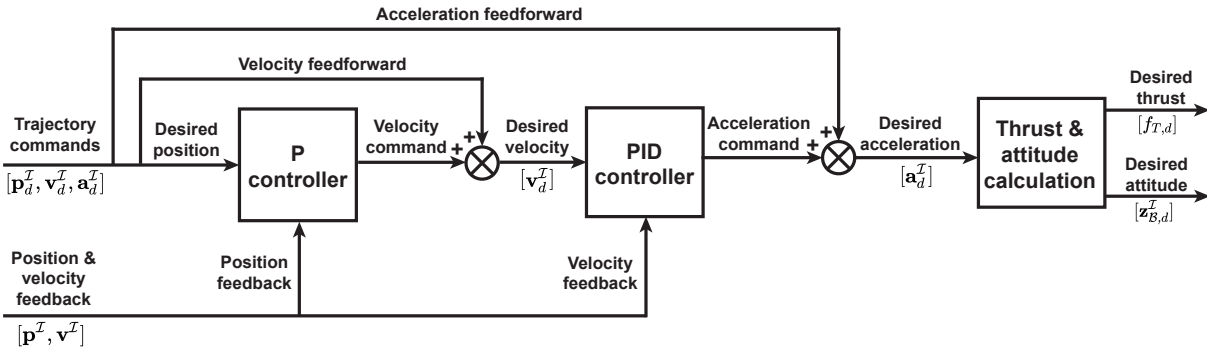 Acceleration feedforward
Velocity feedforward
Trajectory
commands
[p_d^ℐ, v_d^ℐ, a_d^ℐ]
Desired
position
P
controller
Velocity
command
+
+
Desired
velocity
[v_d^ℐ]
PID
controller
Acceleration
command
+
+
Desired
acceleration
[a_d^ℐ]
Thrust &
attitude
calculation
Desired
thrust
[f_{T,d}]
Desired
attitude
[z_{ℬ,d}^ℐ]
Position &
velocity
feedback
[p^ℐ, v^ℐ]
Position
feedback
Velocity
feedback